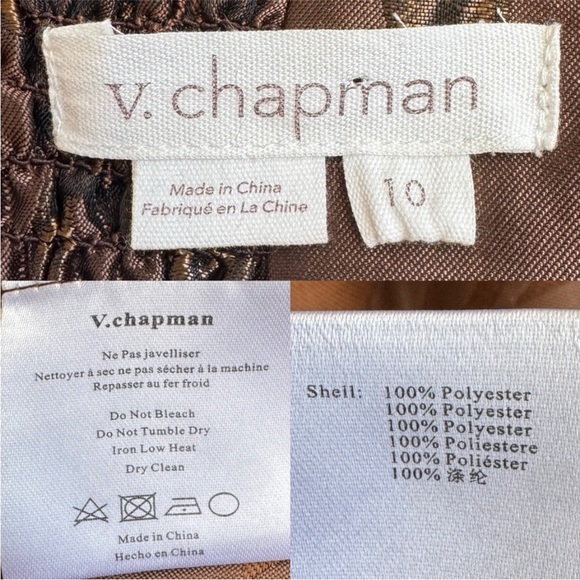 v. chapman
Made in China
Fabriqué en La Chine
10
V.chapman
Ne Pas javelliser
Nettoyer à sec ne pas sécher à la machine
Repasser au fer froid
Do Not Bleach
Do Not Tumble Dry
Iron Low Heat
Dry Clean
Made in China
Hecho en China
Shell: 100% Polyester
100% Polyester
100% Polyester
100% Poliestere
100% Poliéster
100% 涤纶